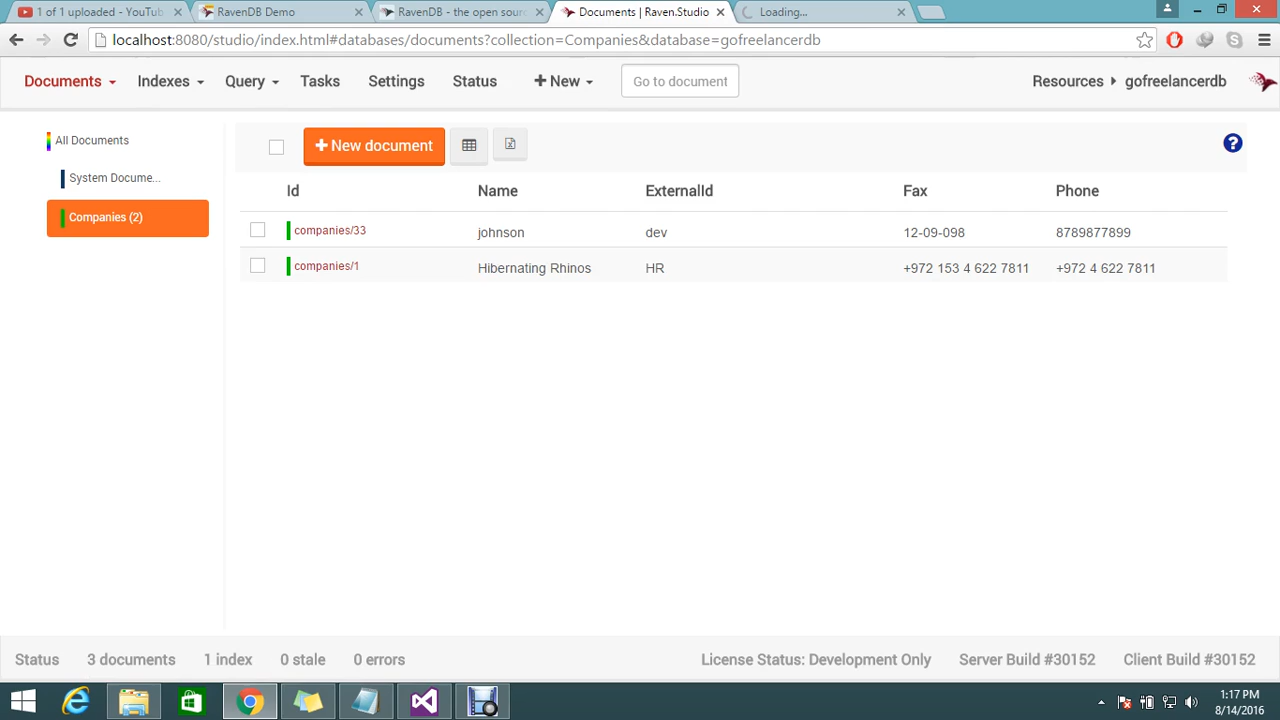 1 of 1 uploaded - YouTub
RavenDB Demo
RavenDB - the open sourc
Documents | Raven.Studio
Loading...
localhost:8080/studio/index.html#databases/documents?collection=Companies&database=gofreelancerdb
Documents
Indexes
Query
Tasks
Settings
Status
+ New
Go to document
Resources
gofreelancerdb
All Documents
System Docume...
Companies (2)
+ New document
?
Id Name ExternalId Fax Phone
companies/33 johnson dev 12-09-098 8789877899
companies/1 Hibernating Rhinos HR +972 153 4 622 7811 +972 4 622 7811
Status 3 documents 1 index 0 stale 0 errors License Status: Development Only Server Build #30152 Client Build #30152
1:17 PM
8/14/2016